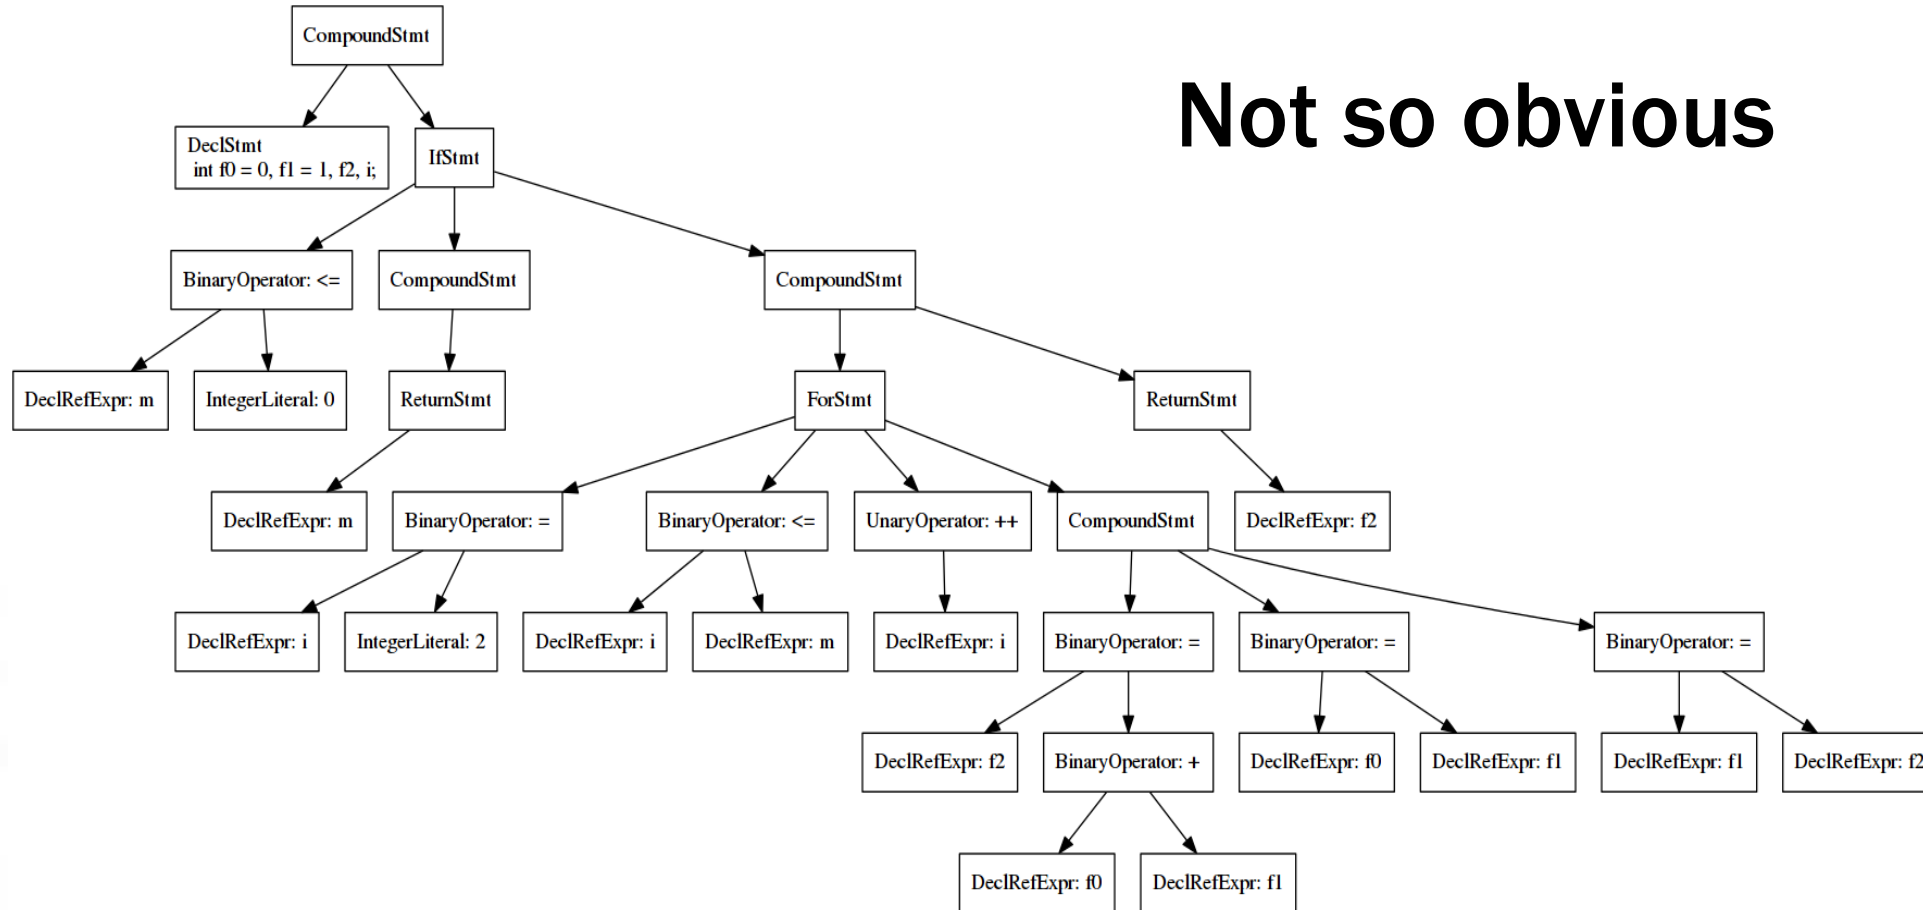 CompoundStmt
Not so obvious
DeclStmt
int f0 = 0, f1 = 1, f2, i;
IfStmt
BinaryOperator: <=
CompoundStmt
CompoundStmt
DeclRefExpr: m
IntegerLiteral: 0
ReturnStmt
ForStmt
ReturnStmt
DeclRefExpr: m
BinaryOperator: =
BinaryOperator: <=
UnaryOperator: ++
CompoundStmt
DeclRefExpr: f2
DeclRefExpr: i
IntegerLiteral: 2
DeclRefExpr: i
DeclRefExpr: m
DeclRefExpr: i
BinaryOperator: =
BinaryOperator: =
BinaryOperator: =
DeclRefExpr: f2
BinaryOperator: +
DeclRefExpr: f0
DeclRefExpr: f1
DeclRefExpr: f1
DeclRefExpr: f2
DeclRefExpr: f0
DeclRefExpr: f1